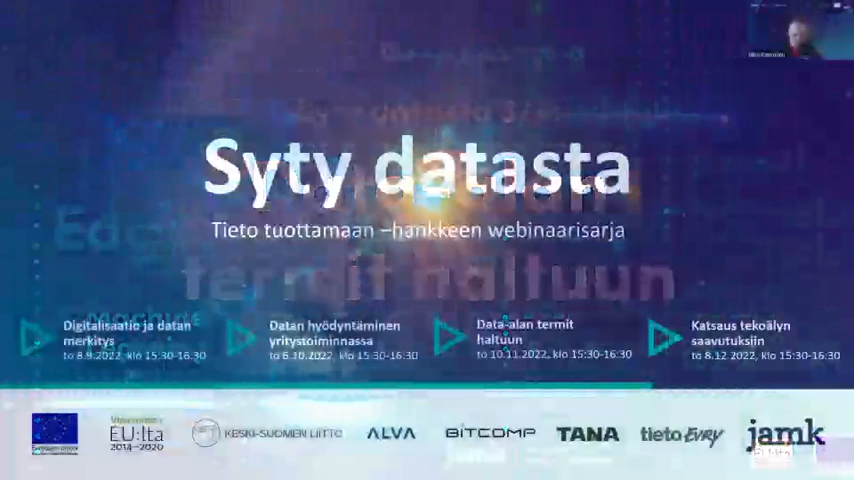 Syty datasta
Tieto tuottamaan –hankkeen webinaarisarja
termit haltuun
Digitalisaatio ja datan
merkitys
to 8.9.2022, klo 15:30-16:30
Datan hyödyntäminen
yritystoiminnassa
to 6.10.2022, klo 15:30-16:30
Data-alan termit
haltuun
to 10.11.2022, klo 15:30-16:30
Katsaus tekoälyn
saavutuksiin
to 8.12.2022, klo 15:30-16:30
EU:lta
2014–2020
KESKI-SUOMEN LIITTO
ALVA
BITCOMP
TANA
tietoEVRY
jamk